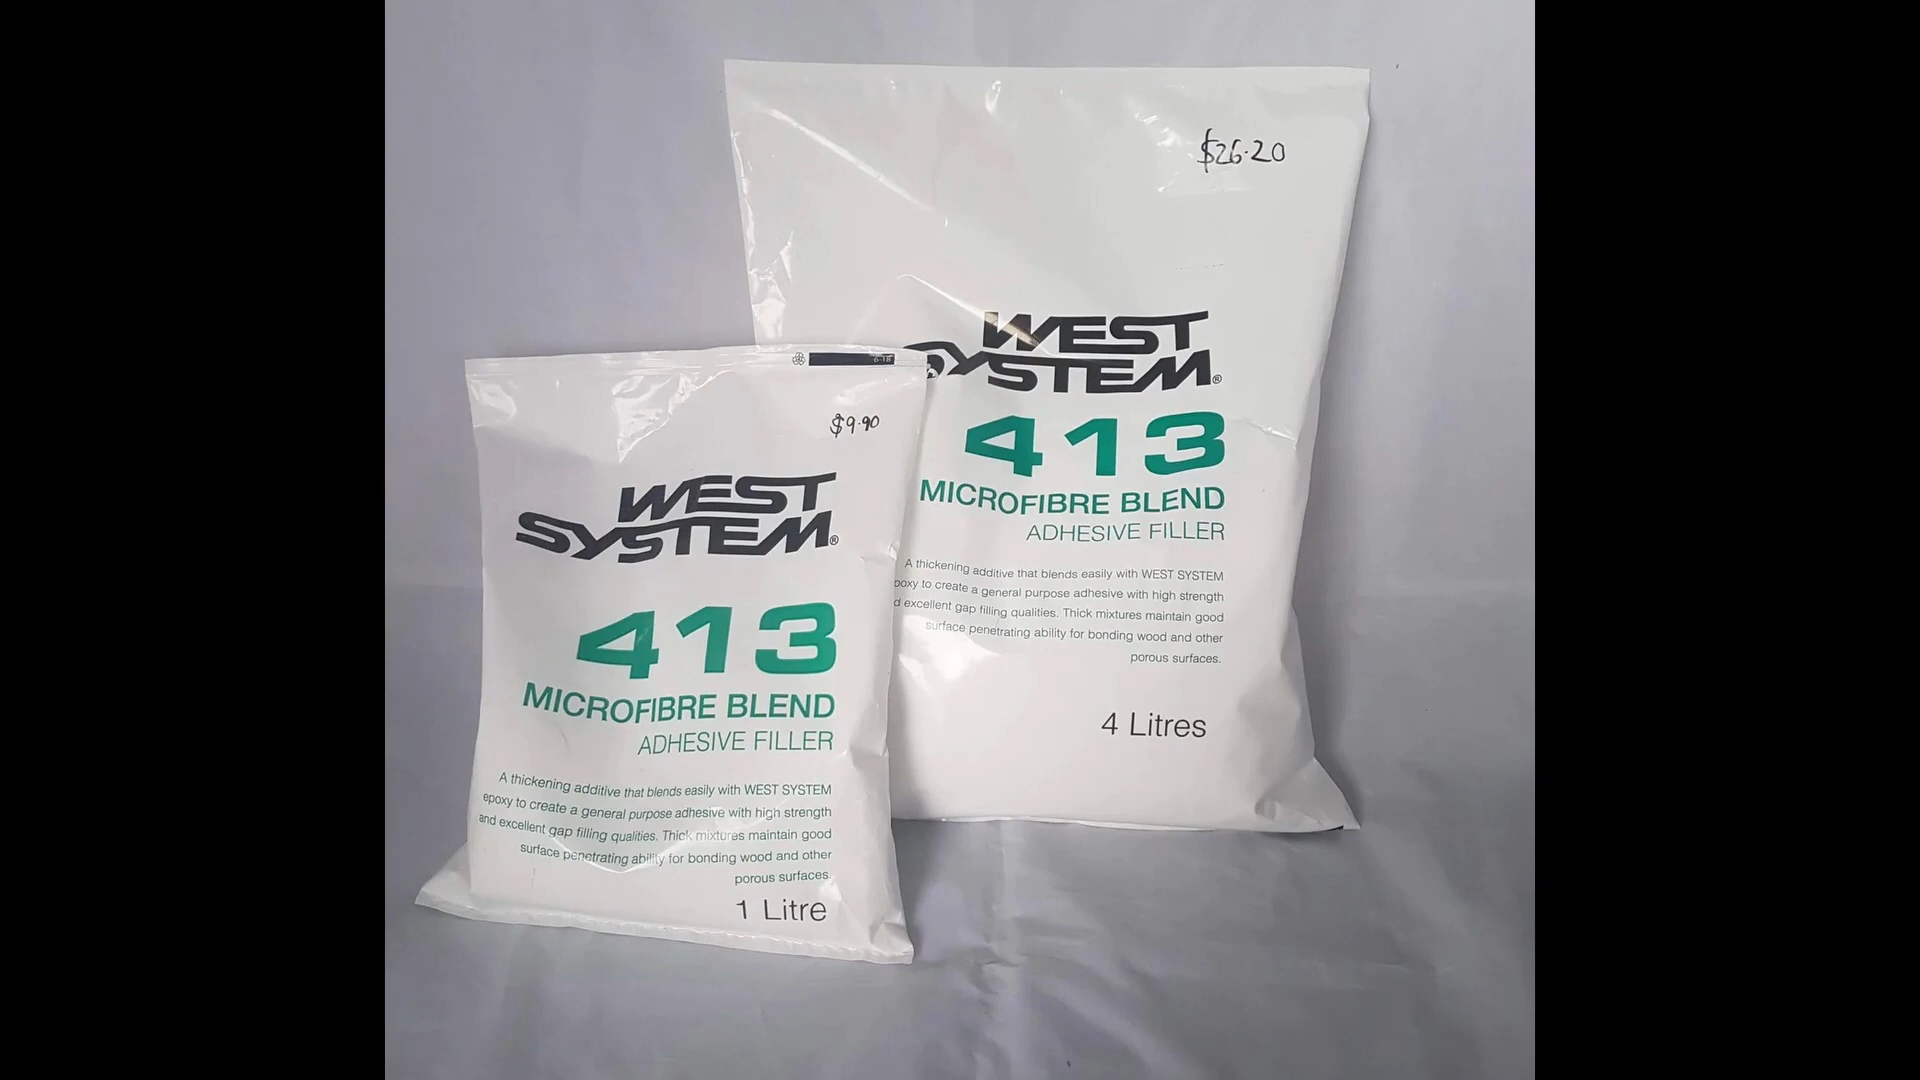 $26.20
WEST
SYSTEM®
413
MICROFIBRE BLEND
ADHESIVE FILLER
A thickening additive that blends easily with WEST SYSTEM
to create a general purpose adhesive with high strength
excellent gap filling qualities. Thick mixtures maintain good
surface penetrating ability for bonding wood and other
porous surfaces.
4 Litres
6-18
$9.90
WEST
SYSTEM®
413
MICROFIBRE BLEND
ADHESIVE FILLER
A thickening additive that blends easily with WEST SYSTEM
epoxy to create a general purpose adhesive with high strength
and excellent gap filling qualities. Thick mixtures maintain good
surface penetrating ability for bonding wood and other
porous surfaces.
1 Litre